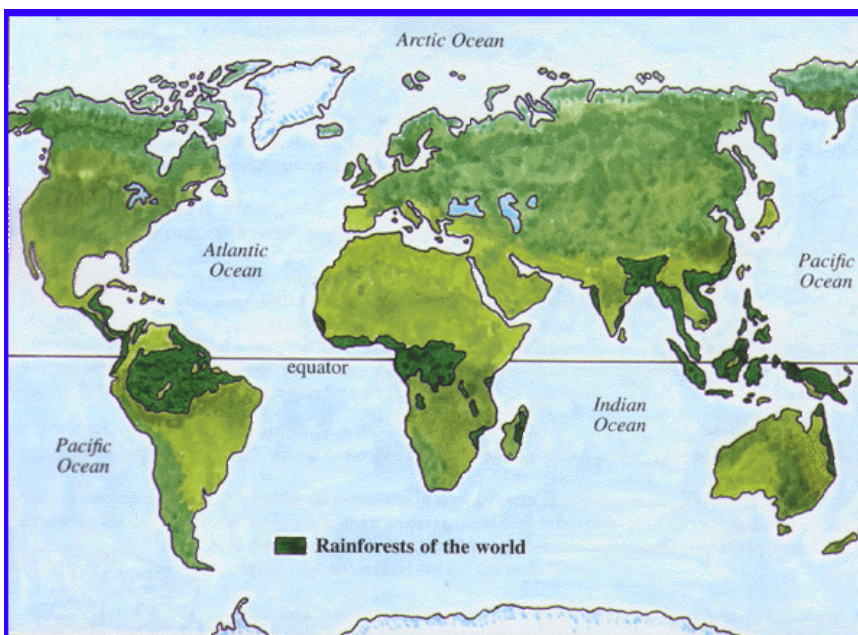 Arctic Ocean
Atlantic
Ocean
Pacific
Ocean
equator
Indian
Ocean
Pacific
Ocean
Rainforests of the world